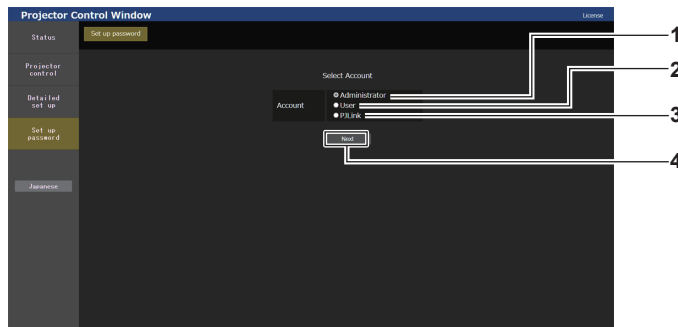 Projector Control Window
License
Status
Set up password
Projector
control
Select Account
Detailed
set up
Account
Administrator
User
PJLink
Set up
password
Next
Japanese
1
2
3
4